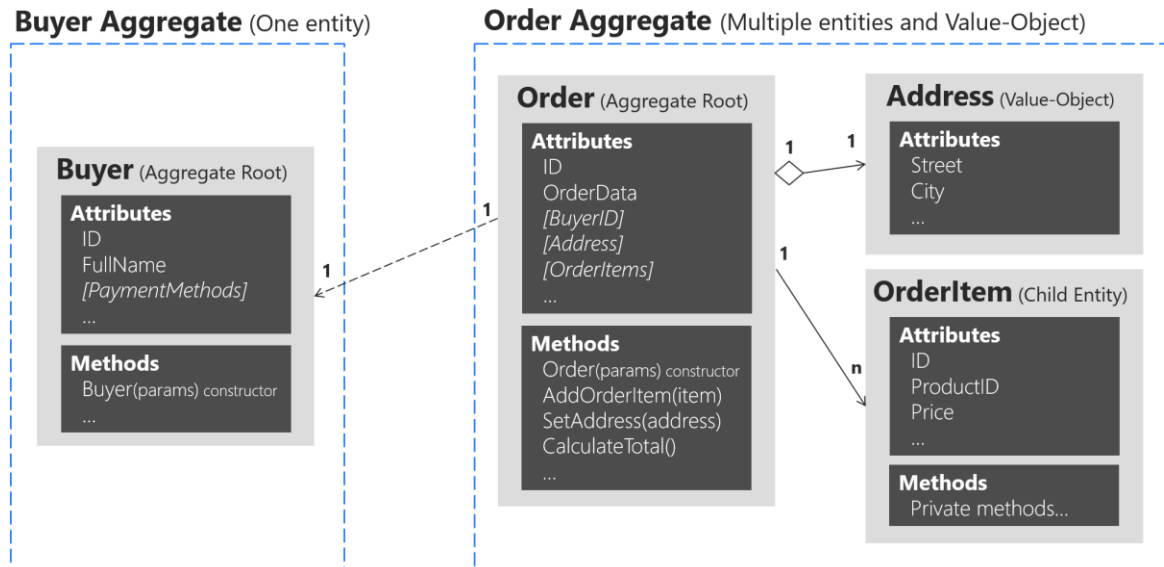 Buyer Aggregate (One entity)
Buyer (Aggregate Root)
Attributes
ID
FullName
[PaymentMethods]
...
Methods
Buyer(params) constructor
...
1
1
Order Aggregate (Multiple entities and Value-Object)
Order (Aggregate Root)
Attributes
ID
OrderData
[BuyerID]
[Address]
[OrderItems]
...
Methods
Order(params) constructor
AddOrderItem(item)
SetAddress(address)
CalculateTotal()
...
1
1
Address (Value-Object)
Attributes
Street
City
...
1
n
OrderItem (Child Entity)
Attributes
ID
ProductID
Price
...
Methods
Private methods...